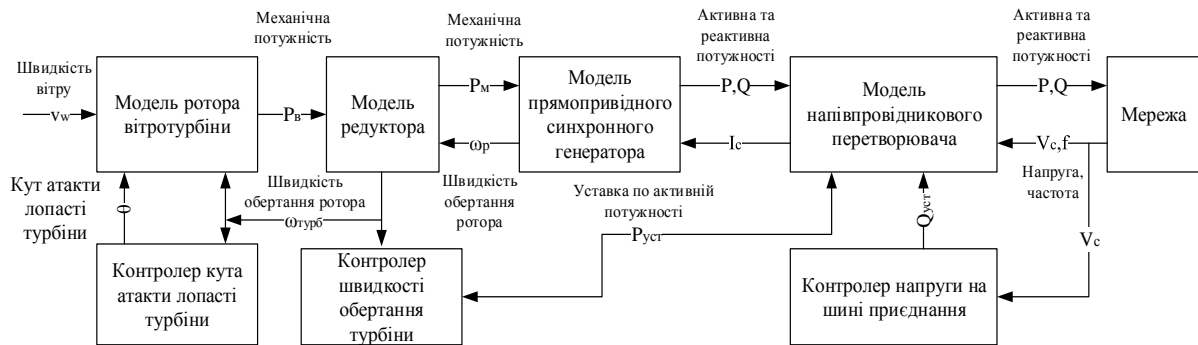 Швидкість
вітру
vw
Модель ротора
вітротурбіни
Механічна
потужність
Pв
Модель
редуктора
Механічна
потужність
Pм
ωр
Швидкість
обертання
ротора
Модель
прямопривідного
синхронного
генератора
Активна та
реактивна
потужності
P,Q
Iс
Модель
напівпровідникового
перетворювача
Активна та
реактивна
потужності
P,Q
Vc,f
Напруга,
частота
Мережа
Кут атакти
лопасті
турбіни
θ
Швидкість
обертання ротора
ωтурб
Уставка по активній
потужності
Pуст
Qуст
Vc
Контролер кута
атакти лопасті
турбіни
Контролер
швидкості
обертання
турбіни
Контролер напруги на
шині приєднання